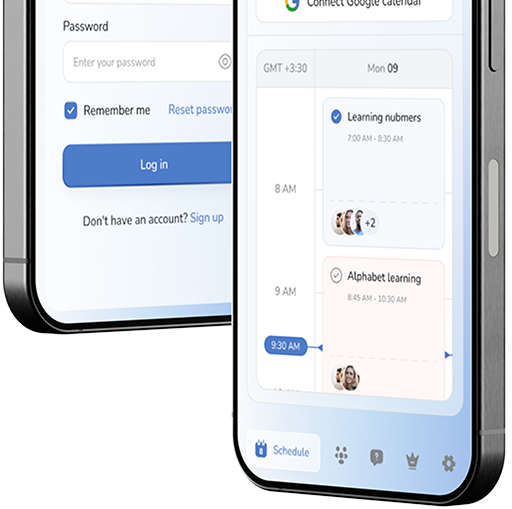 Password
Enter your password
Remember me
Reset passwo
Log in
Don't have an account? Sign up
Connect Google calendar
GMT +3:30
Mon 09
Learning nubmers
7:00 AM - 8:30 AM
8 AM
+2
Alphabet learning
8:45 AM - 10:30 AM
9 AM
9:30 AM
Schedule